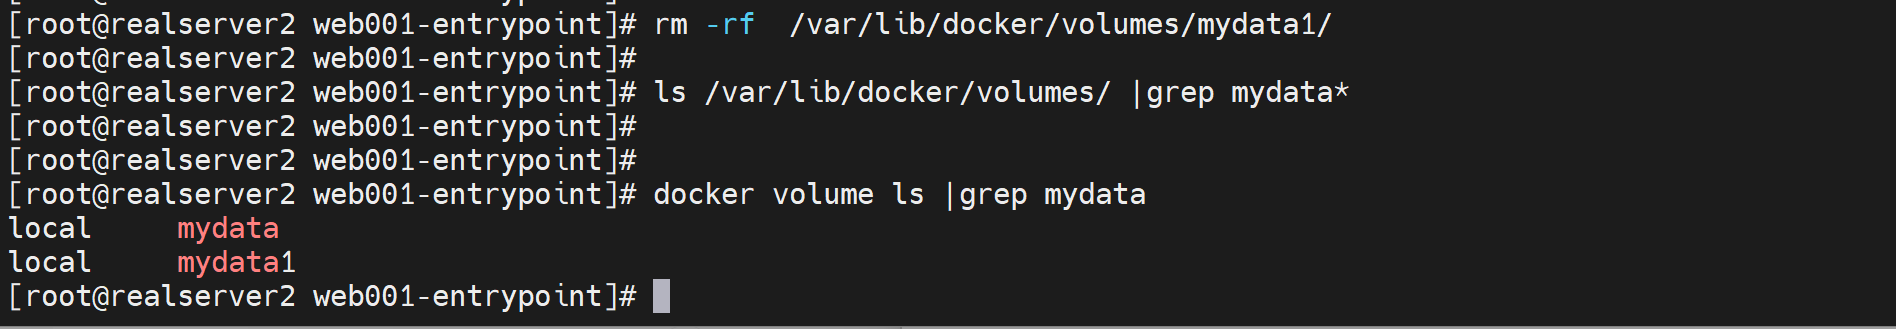 [root@realserver2 web001-entrypoint]# rm -rf  /var/lib/docker/volumes/mydata1/
[root@realserver2 web001-entrypoint]#
[root@realserver2 web001-entrypoint]# ls /var/lib/docker/volumes/ |grep mydata*
[root@realserver2 web001-entrypoint]#
[root@realserver2 web001-entrypoint]#
[root@realserver2 web001-entrypoint]# docker volume ls |grep mydata
local     mydata
local     mydata1
[root@realserver2 web001-entrypoint]#